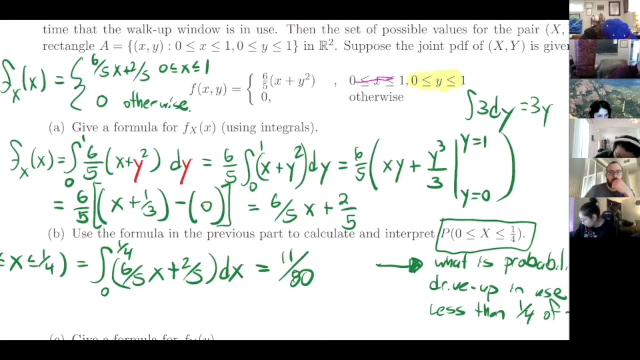 time that the walk-up window is in use. Then the set of possible values for the pair (X,
rectangle A = {(x, y) : 0 ≤ x ≤ 1, 0 ≤ y ≤ 1} in R². Suppose the joint pdf of (X, Y) is given
f_X(x) = { 6/5 x + 2/5 0 ≤ x ≤ 1
0 otherwise.
f(x, y) = { 6/5 (x + y²) , 0 ≤ x ≤ 1, 0 ≤ y ≤ 1
0, otherwise
∫3dy = 3y
(a) Give a formula for f_X(x) (using integrals).
f_X(x) = ∫₀¹ 6/5 (x + y²) dy = 6/5 ∫₀¹ (x + y²) dy = 6/5 (xy + y³/3 |_{y=0}^{y=1})
= 6/5 [(x + 1/3) − (0)] = 6/5 x + 2/5
(b) Use the formula in the previous part to calculate and interpret P(0 ≤ X ≤ 1/4).
≤ X ≤ 1/4) = ∫₀^{1/4} (6/5 x + 2/5) dx = 11/80
→ what is probabil
drive-up in use
less than 1/4 of